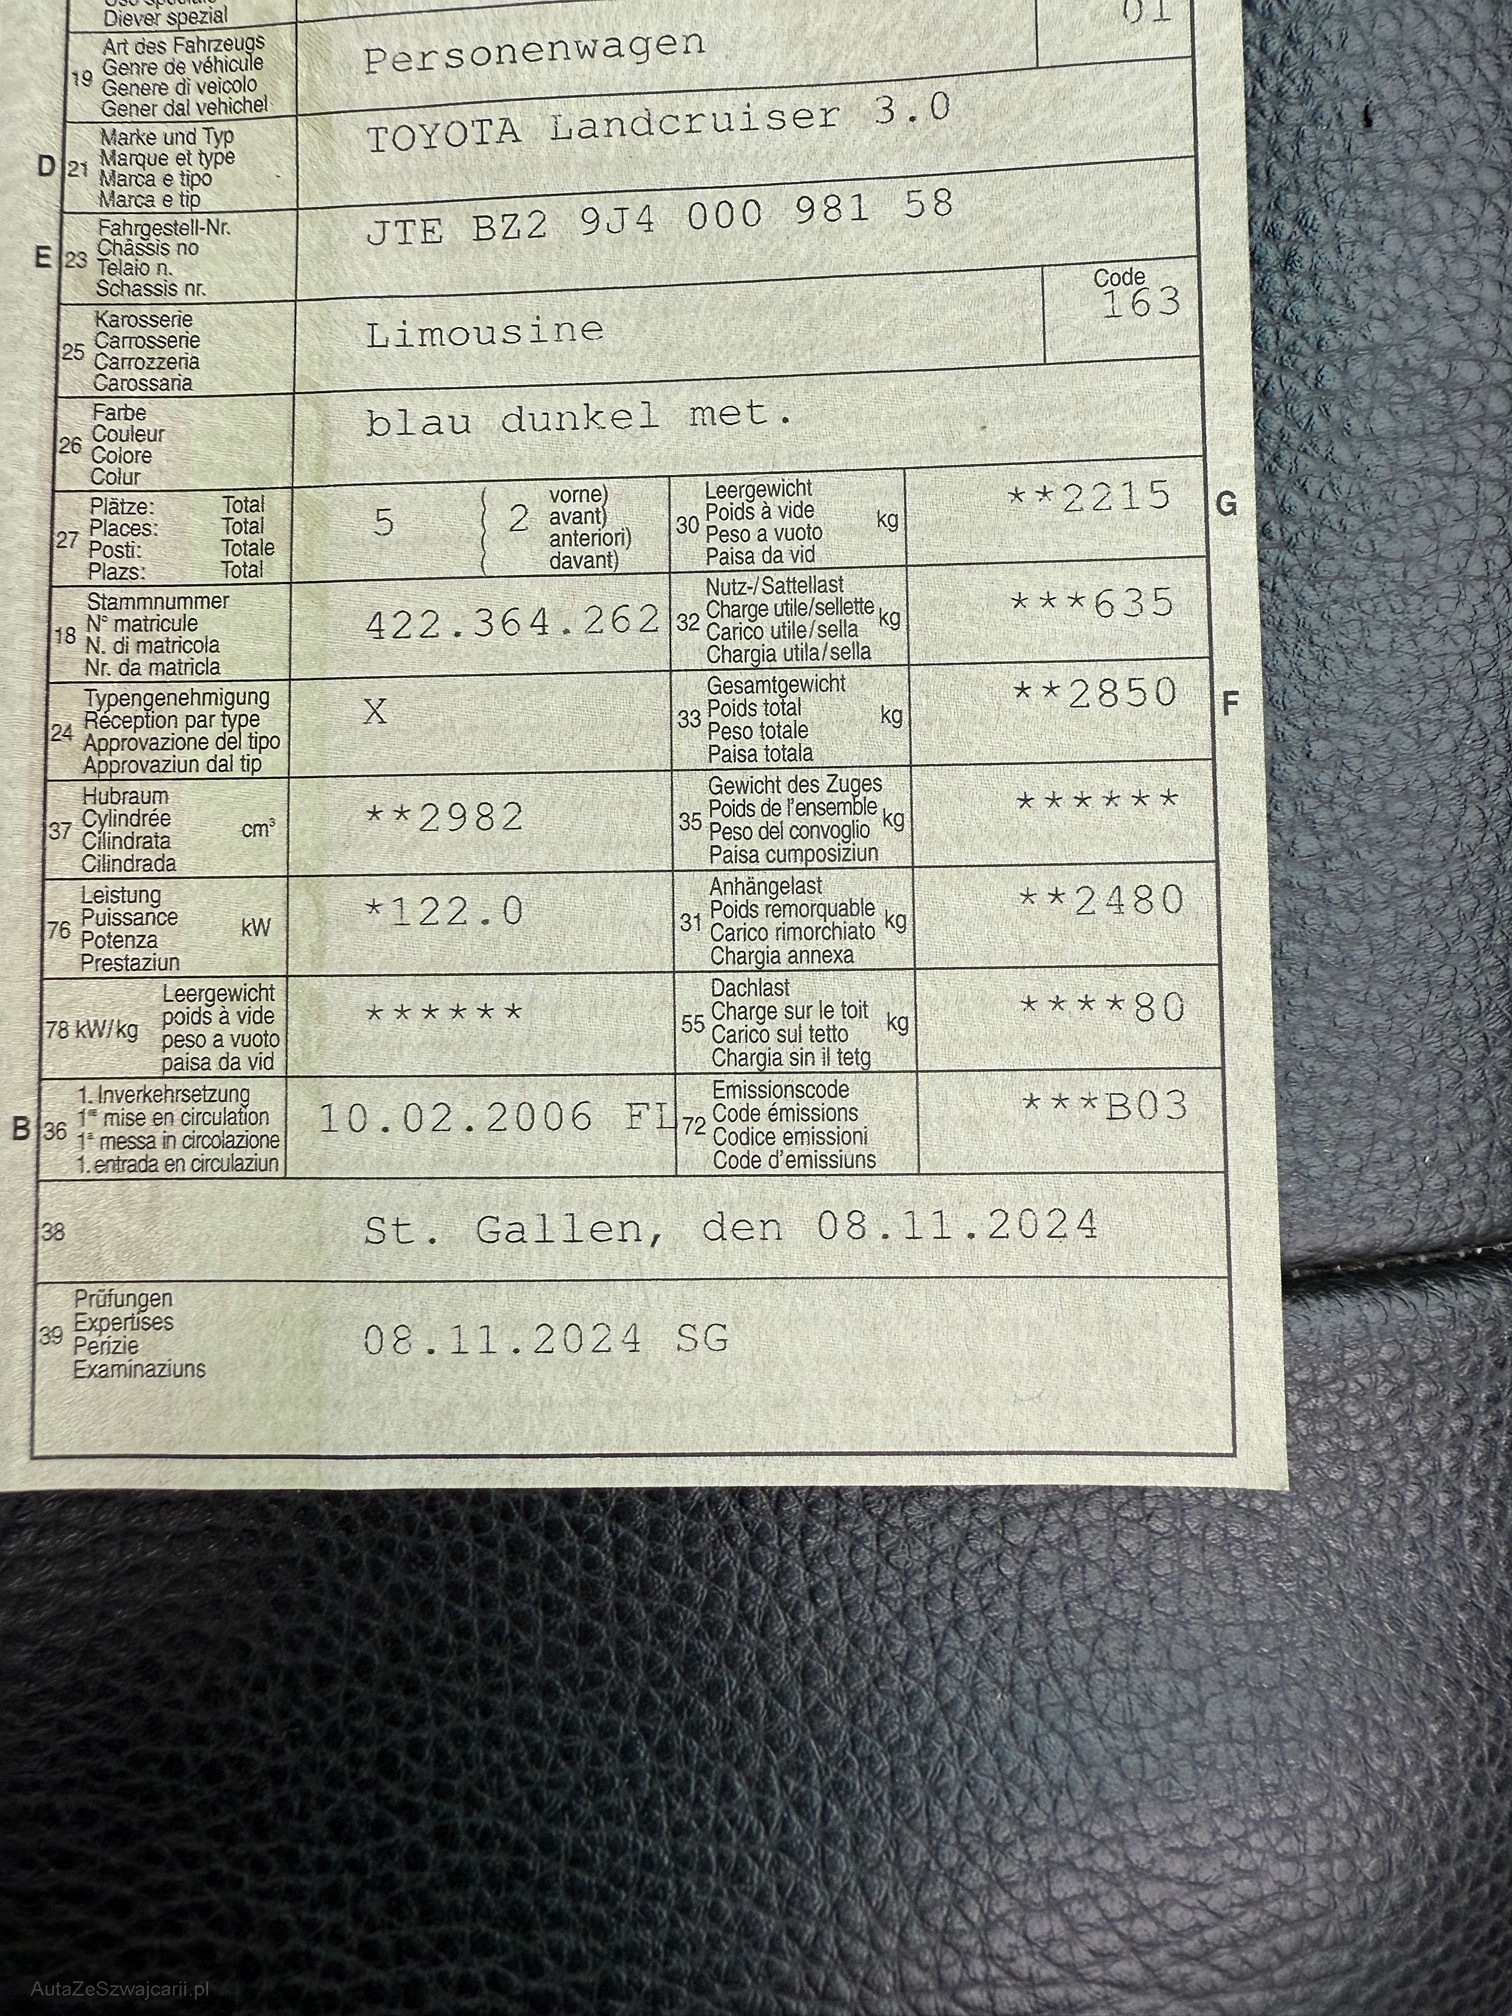 Diever spezial
01
19 Art des Fahrzeugs
Genre de véhicule
Genere di veicolo
Gener dal vehichel
Personenwagen
D 21 Marke und Typ
Marque et type
Marca e tipo
Marca e tip
TOYOTA Landcruiser 3.0
E 23 Fahrgestell-Nr.
Châssis no
Telaio n.
Schassis nr.
JTE BZ2 9J4 000 981 58
25 Karosserie
Carrosserie
Carrozzeria
Carossaria
Limousine
Code
163
26 Farbe
Couleur
Colore
Colur
blau dunkel met.
27 Plätze: Total
Places: Total
Posti: Totale
Plazs: Total
5 ( 2 vorne)
avant)
anteriori)
davant)
30 Leergewicht
Poids à vide
Peso a vuoto
Paisa da vid
kg
**2215 G
18 Stammnummer
N° matricule
N. di matricola
Nr. da matricla
422.364.262
32 Nutz-/Sattellast
Charge utile/sellette
Carico utile/sella
Chargia utila/sella
kg
***635
24 Typengenehmigung
Réception par type
Approvazione del tipo
Approvaziun dal tip
X
33 Gesamtgewicht
Poids total
Peso totale
Paisa totala
kg
**2850 F
37 Hubraum
Cylindrée
Cilindrata
Cilindrada
cm³
**2982
35 Gewicht des Zuges
Poids de l'ensemble
Peso del convoglio
Paisa cumposiziun
kg
******
76 Leistung
Puissance
Potenza
Prestaziun
kW
*122.0
31 Anhängelast
Poids remorquable
Carico rimorchiato
Chargia annexa
kg
**2480
78 kW/kg Leergewicht
poids à vide
peso a vuoto
paisa da vid
******
55 Dachlast
Charge sur le toit
Carico sul tetto
Chargia sin il tetg
kg
****80
B 36 1. Inverkehrsetzung
1re mise en circulation
1a messa in circolazione
1. entrada en circulaziun
10.02.2006 FL
72 Emissionscode
Code émissions
Codice emissioni
Code d'emissiuns
***B03
38 St. Gallen, den 08.11.2024
39 Prüfungen
Expertises
Perizie
Examinaziuns
08.11.2024 SG
AutaZeSzwajcarii.pl